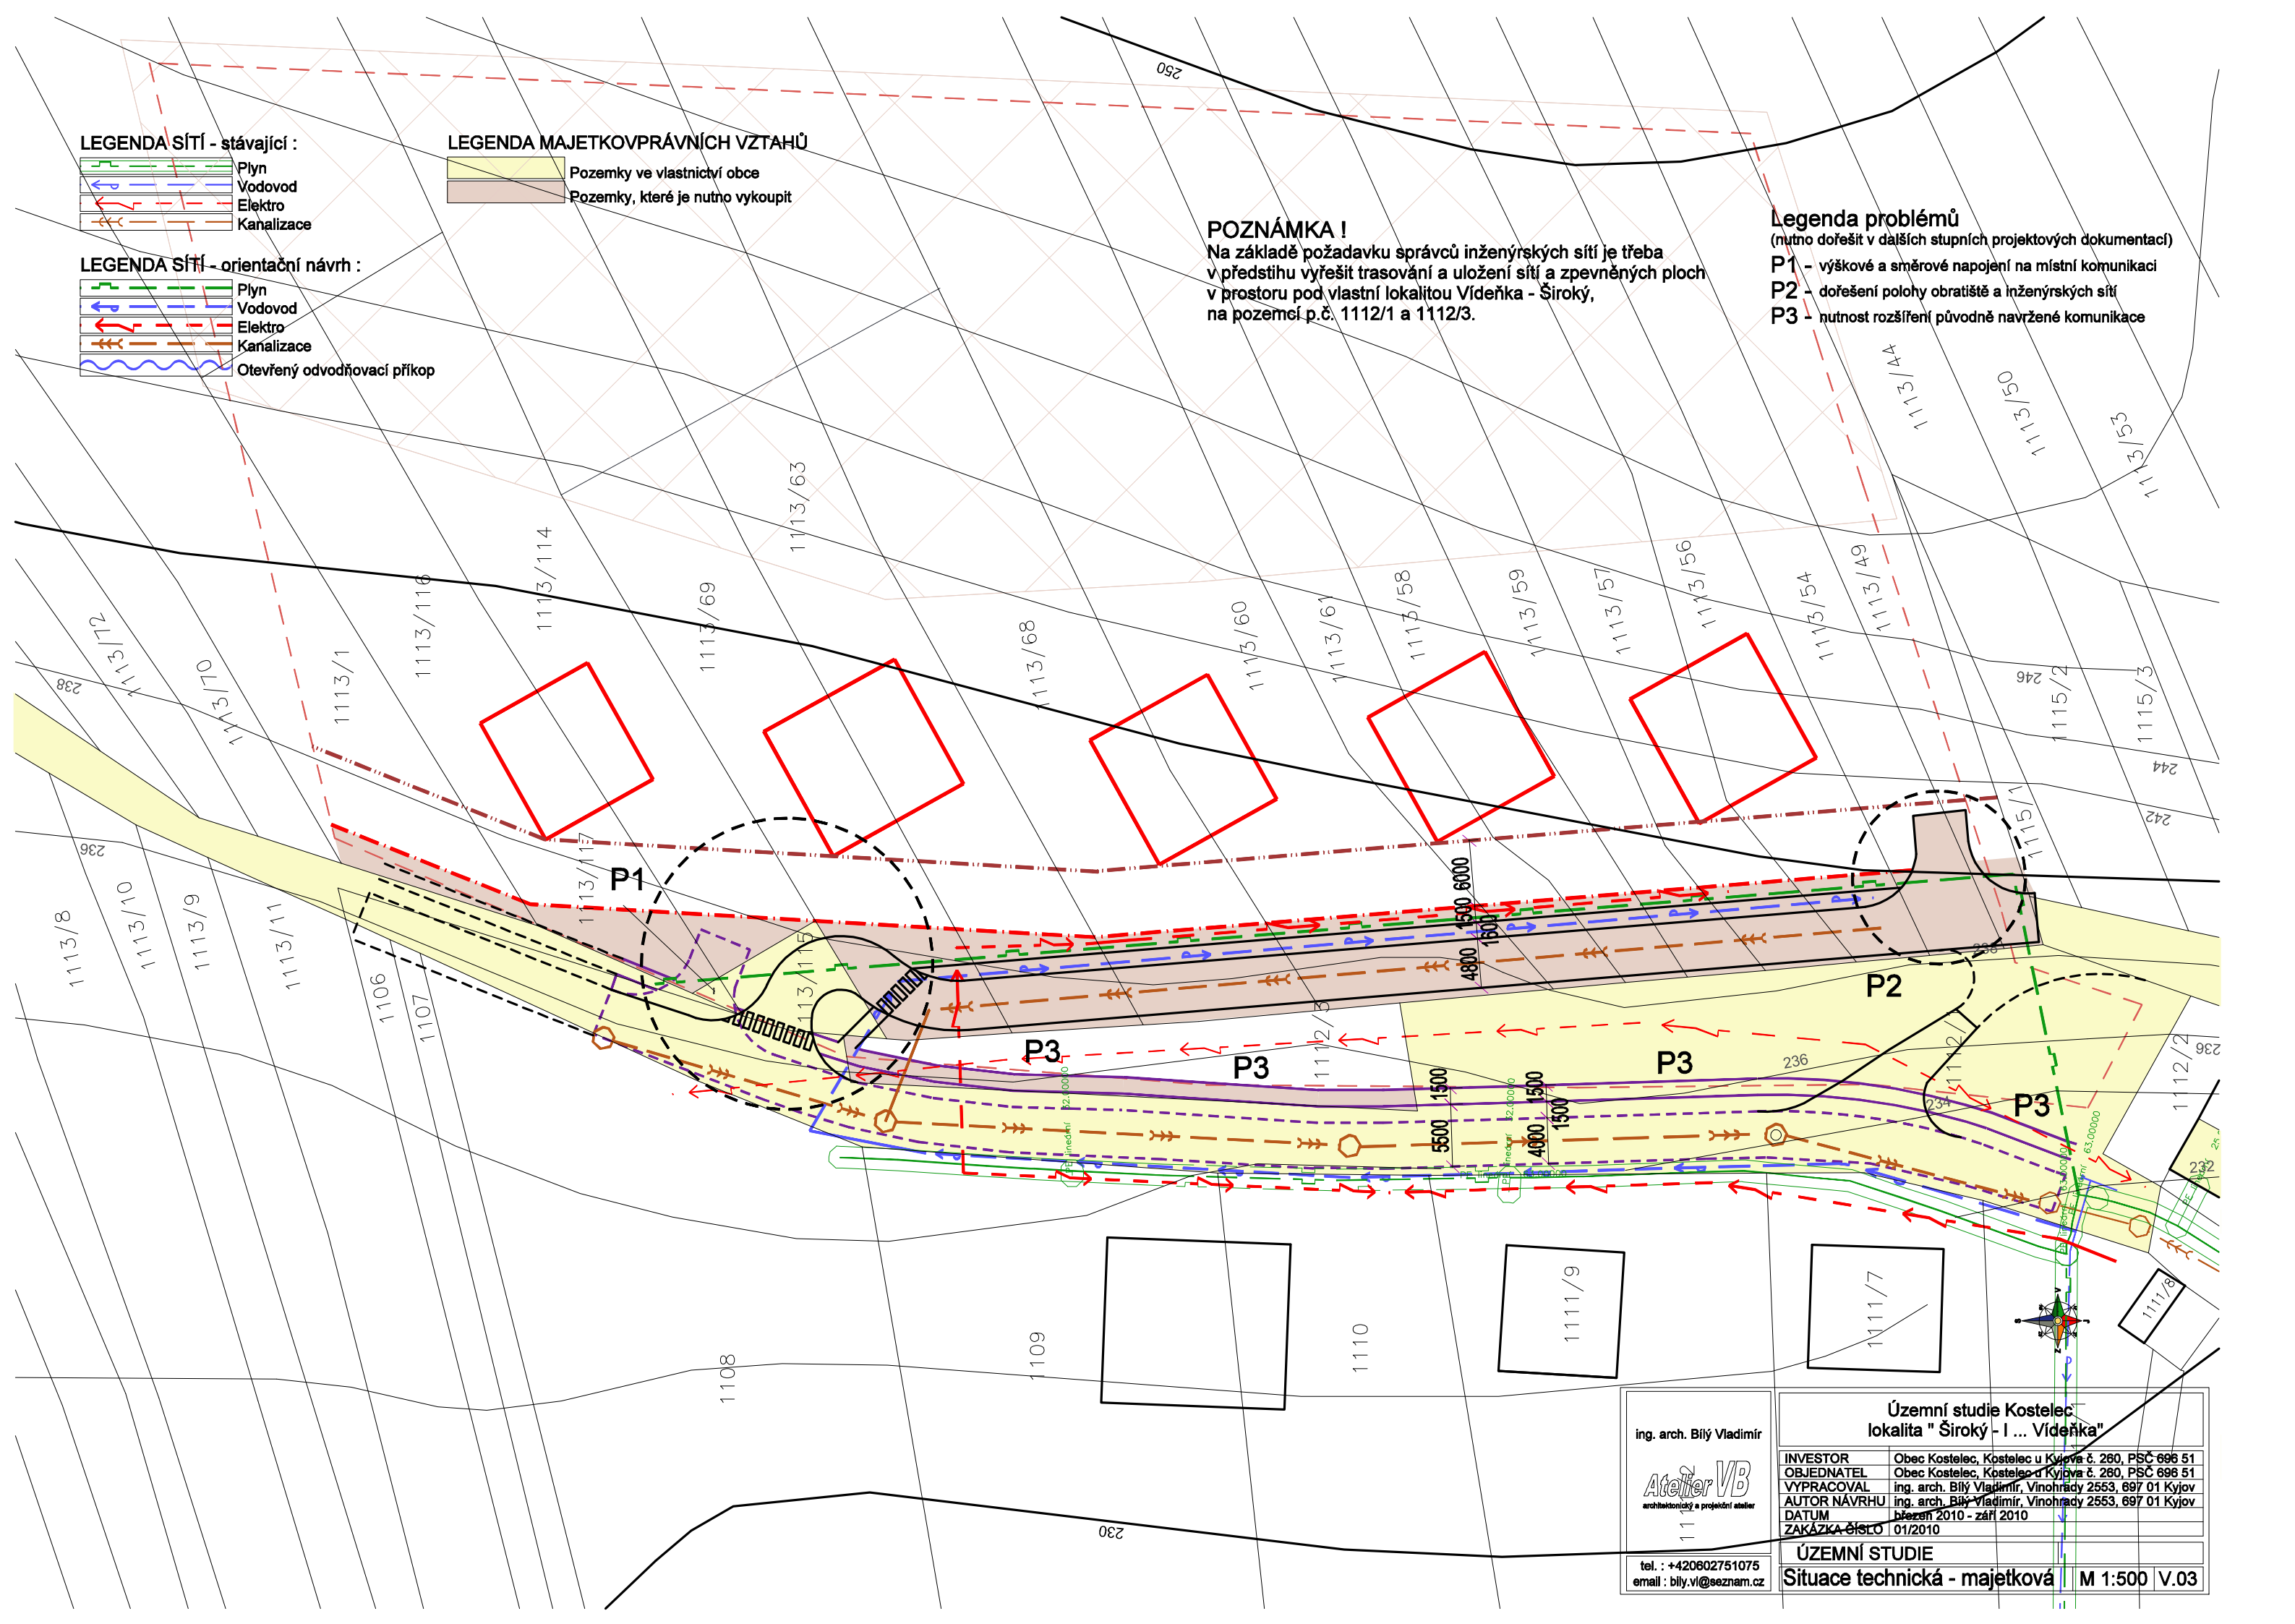 250
LEGENDA SÍTÍ - stávající :
Plyn
Vodovod
Elektro
Kanalizace
LEGENDA SÍTÍ - orientační návrh :
Plyn
Vodovod
Elektro
Kanalizace
Otevřený odvodňovací příkop
LEGENDA MAJETKOVPRÁVNÍCH VZTAHŮ
Pozemky ve vlastnictví obce
Pozemky, které je nutno vykoupit
POZNÁMKA !
Na základě požadavku správců inženýrských sítí je třeba
v předstihu vyřešit trasování a uložení sítí a zpevněných ploch
v prostoru pod vlastní lokalitou Vídeňka - Široký,
na pozemcí p.č. 1112/1 a 1112/3.
Legenda problémů
(nutno dořešit v dalších stupních projektových dokumentací)
P1 - výškové a směrové napojení na místní komunikaci
P2 - dořešení polohy obratiště a inženýrských sítí
P3 - nutnost rozšíření původně navržené komunikace
1113/44
1113/50
1113/53
1113/63
1113/114
1113/116
1113/69
1113/68
1113/60
1113/61
1113/58
1113/59
1113/57
1113/56
1113/54
1113/49
1113/72
1113/70
1113/1
238
246
1115/2
1115/3
244
242
1115/1
236
1113/117
P1
1113/8
1113/10
1113/9
1113/11
1106
1107
1113/115
6000
1500
1600
4800
238
P2
P3
P3
1112/3
P3
236
1112/1
234
P3
1112/2
236
232
1500
5500
1500
1500
4000
63.00000
1108
1109
1110
1111/9
1111/7
1111/8
230
ing. arch. Bílý Vladimír
Atelier VB
architektonický a projekční atelier
tel. : +420602751075
email : bily.vl@seznam.cz
Územní studie Kostelec
lokalita " Široký - I ... Vídeňka"
INVESTOR Obec Kostelec, Kostelec u Kyjova č. 260, PSČ 696 51
OBJEDNATEL Obec Kostelec, Kostelec u Kyjova č. 260, PSČ 696 51
VYPRACOVAL ing. arch. Bílý Vladimír, Vinohrady 2553, 697 01 Kyjov
AUTOR NÁVRHU ing. arch. Bílý Vladimír, Vinohrady 2553, 697 01 Kyjov
DATUM březen 2010 - září 2010
ZAKÁZKA ČÍSLO 01/2010
ÚZEMNÍ STUDIE
Situace technická - majetková M 1:500 V.03